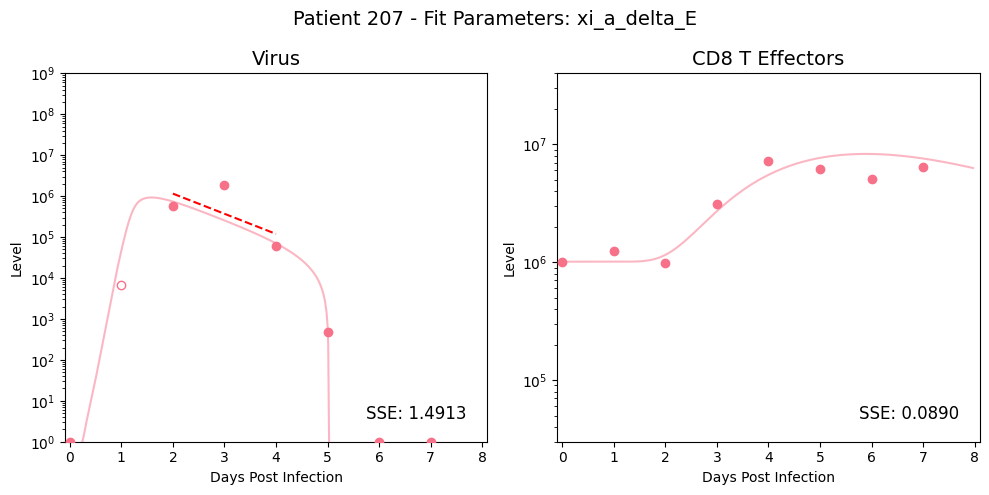 Patient 207 - Fit Parameters: xi_a_delta_E
Virus
CD8 T Effectors
Level
10^9
10^8
10^7
10^6
10^5
10^4
10^3
10^2
10^1
10^0
SSE: 1.4913
0 1 2 3 4 5 6 7 8
Days Post Infection
Level
10^7
10^6
10^5
SSE: 0.0890
0 1 2 3 4 5 6 7 8
Days Post Infection